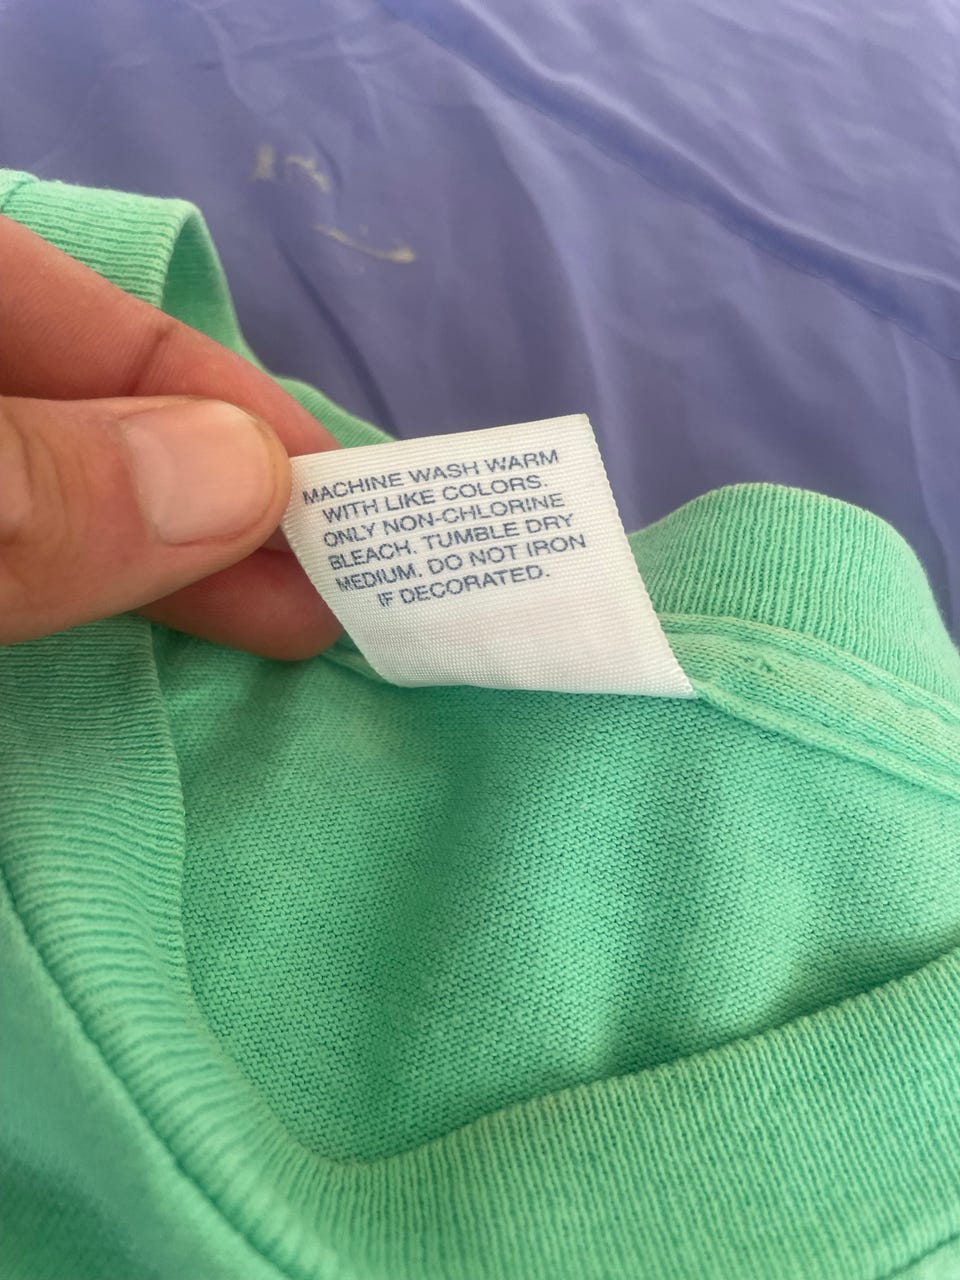 MACHINE WASH WARM
WITH LIKE COLORS.
ONLY NON-CHLORINE
BLEACH. TUMBLE DRY
MEDIUM. DO NOT IRON
IF DECORATED.